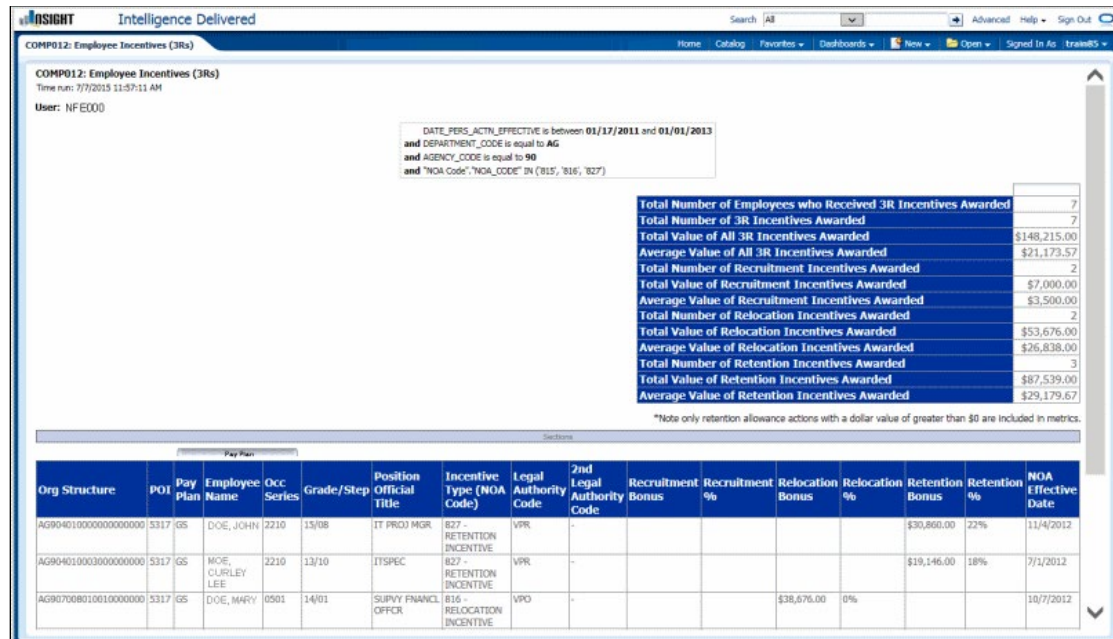 INSIGHT Intelligence Delivered Search All Advanced Help Sign Out
COMP012: Employee Incentives (3Rs) Home Catalog Favorites Dashboards New Open Signed In As train85
COMP012: Employee Incentives (3Rs)
Time run: 7/7/2015 11:57:11 AM
User: NFE000
DATE_PERS_ACTN_EFFECTIVE is between 01/17/2011 and 01/01/2013
and DEPARTMENT_CODE is equal to AG
and AGENCY_CODE is equal to 90
and "NOA Code"."NOA_CODE" IN ('815', '816', '827')
Total Number of Employees who Received 3R Incentives Awarded 7
Total Number of 3R Incentives Awarded 7
Total Value of All 3R Incentives Awarded $148,215.00
Average Value of All 3R Incentives Awarded $21,173.57
Total Number of Recruitment Incentives Awarded 2
Total Value of Recruitment Incentives Awarded $7,000.00
Average Value of Recruitment Incentives Awarded $3,500.00
Total Number of Relocation Incentives Awarded 2
Total Value of Relocation Incentives Awarded $53,676.00
Average Value of Relocation Incentives Awarded $26,838.00
Total Number of Retention Incentives Awarded 3
Total Value of Retention Incentives Awarded $87,539.00
Average Value of Retention Incentives Awarded $29,179.67
*Note only retention allowance actions with a dollar value of greater than $0 are included in metrics.
Sections
Pay Plan
Org Structure POI Pay Plan Employee Name Occ Series Grade/Step Position Official Title Incentive Type (NOA Code) Legal Authority Code 2nd Legal Authority Code Recruitment Bonus Recruitment % Relocation Bonus Relocation % Retention Bonus Retention % NOA Effective Date
AG904010000000000000 5317 GS DOE, JOHN 2210 15/08 IT PROJ MGR 827 - RETENTION INCENTIVE VPR - $30,860.00 22% 11/4/2012
AG904010003000000000 5317 GS MOE, CURLEY LEE 2210 13/10 ITSPEC 827 - RETENTION INCENTIVE VPR - $19,146.00 18% 7/1/2012
AG907008010010000000 5317 GS DOE, MARY 0501 14/01 SUPVY FNANCL OFFCR 816 - RELOCATION INCENTIVE VPO - $38,676.00 0% 10/7/2012